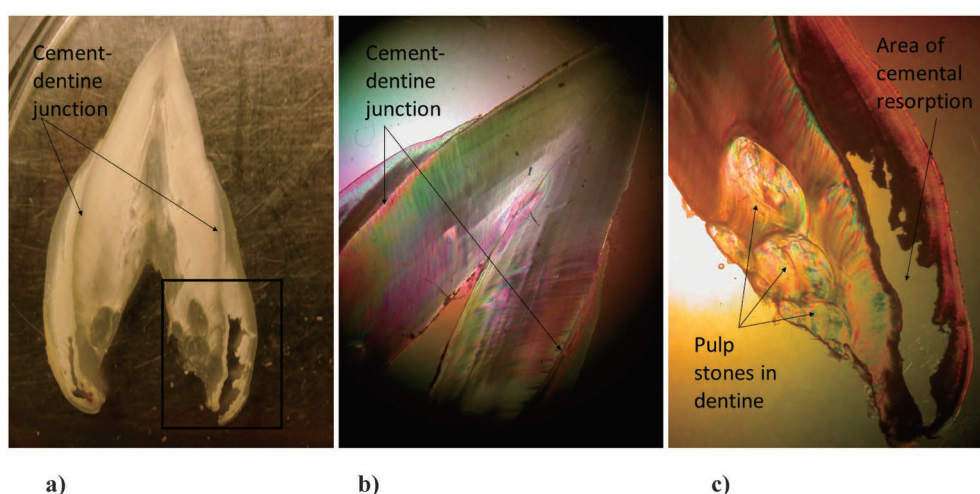 Cement-
dentine
junction
Cement-
dentine
junction
Area of
cemental
resorption
Pulp
stones in
dentine
a)
b)
c)